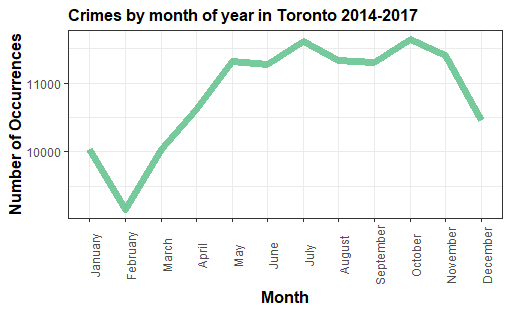 Crimes by month of year in Toronto 2014-2017
Number of Occurrences
11000
10000
January
February
March
April
May
June
July
August
September
October
November
December
Month